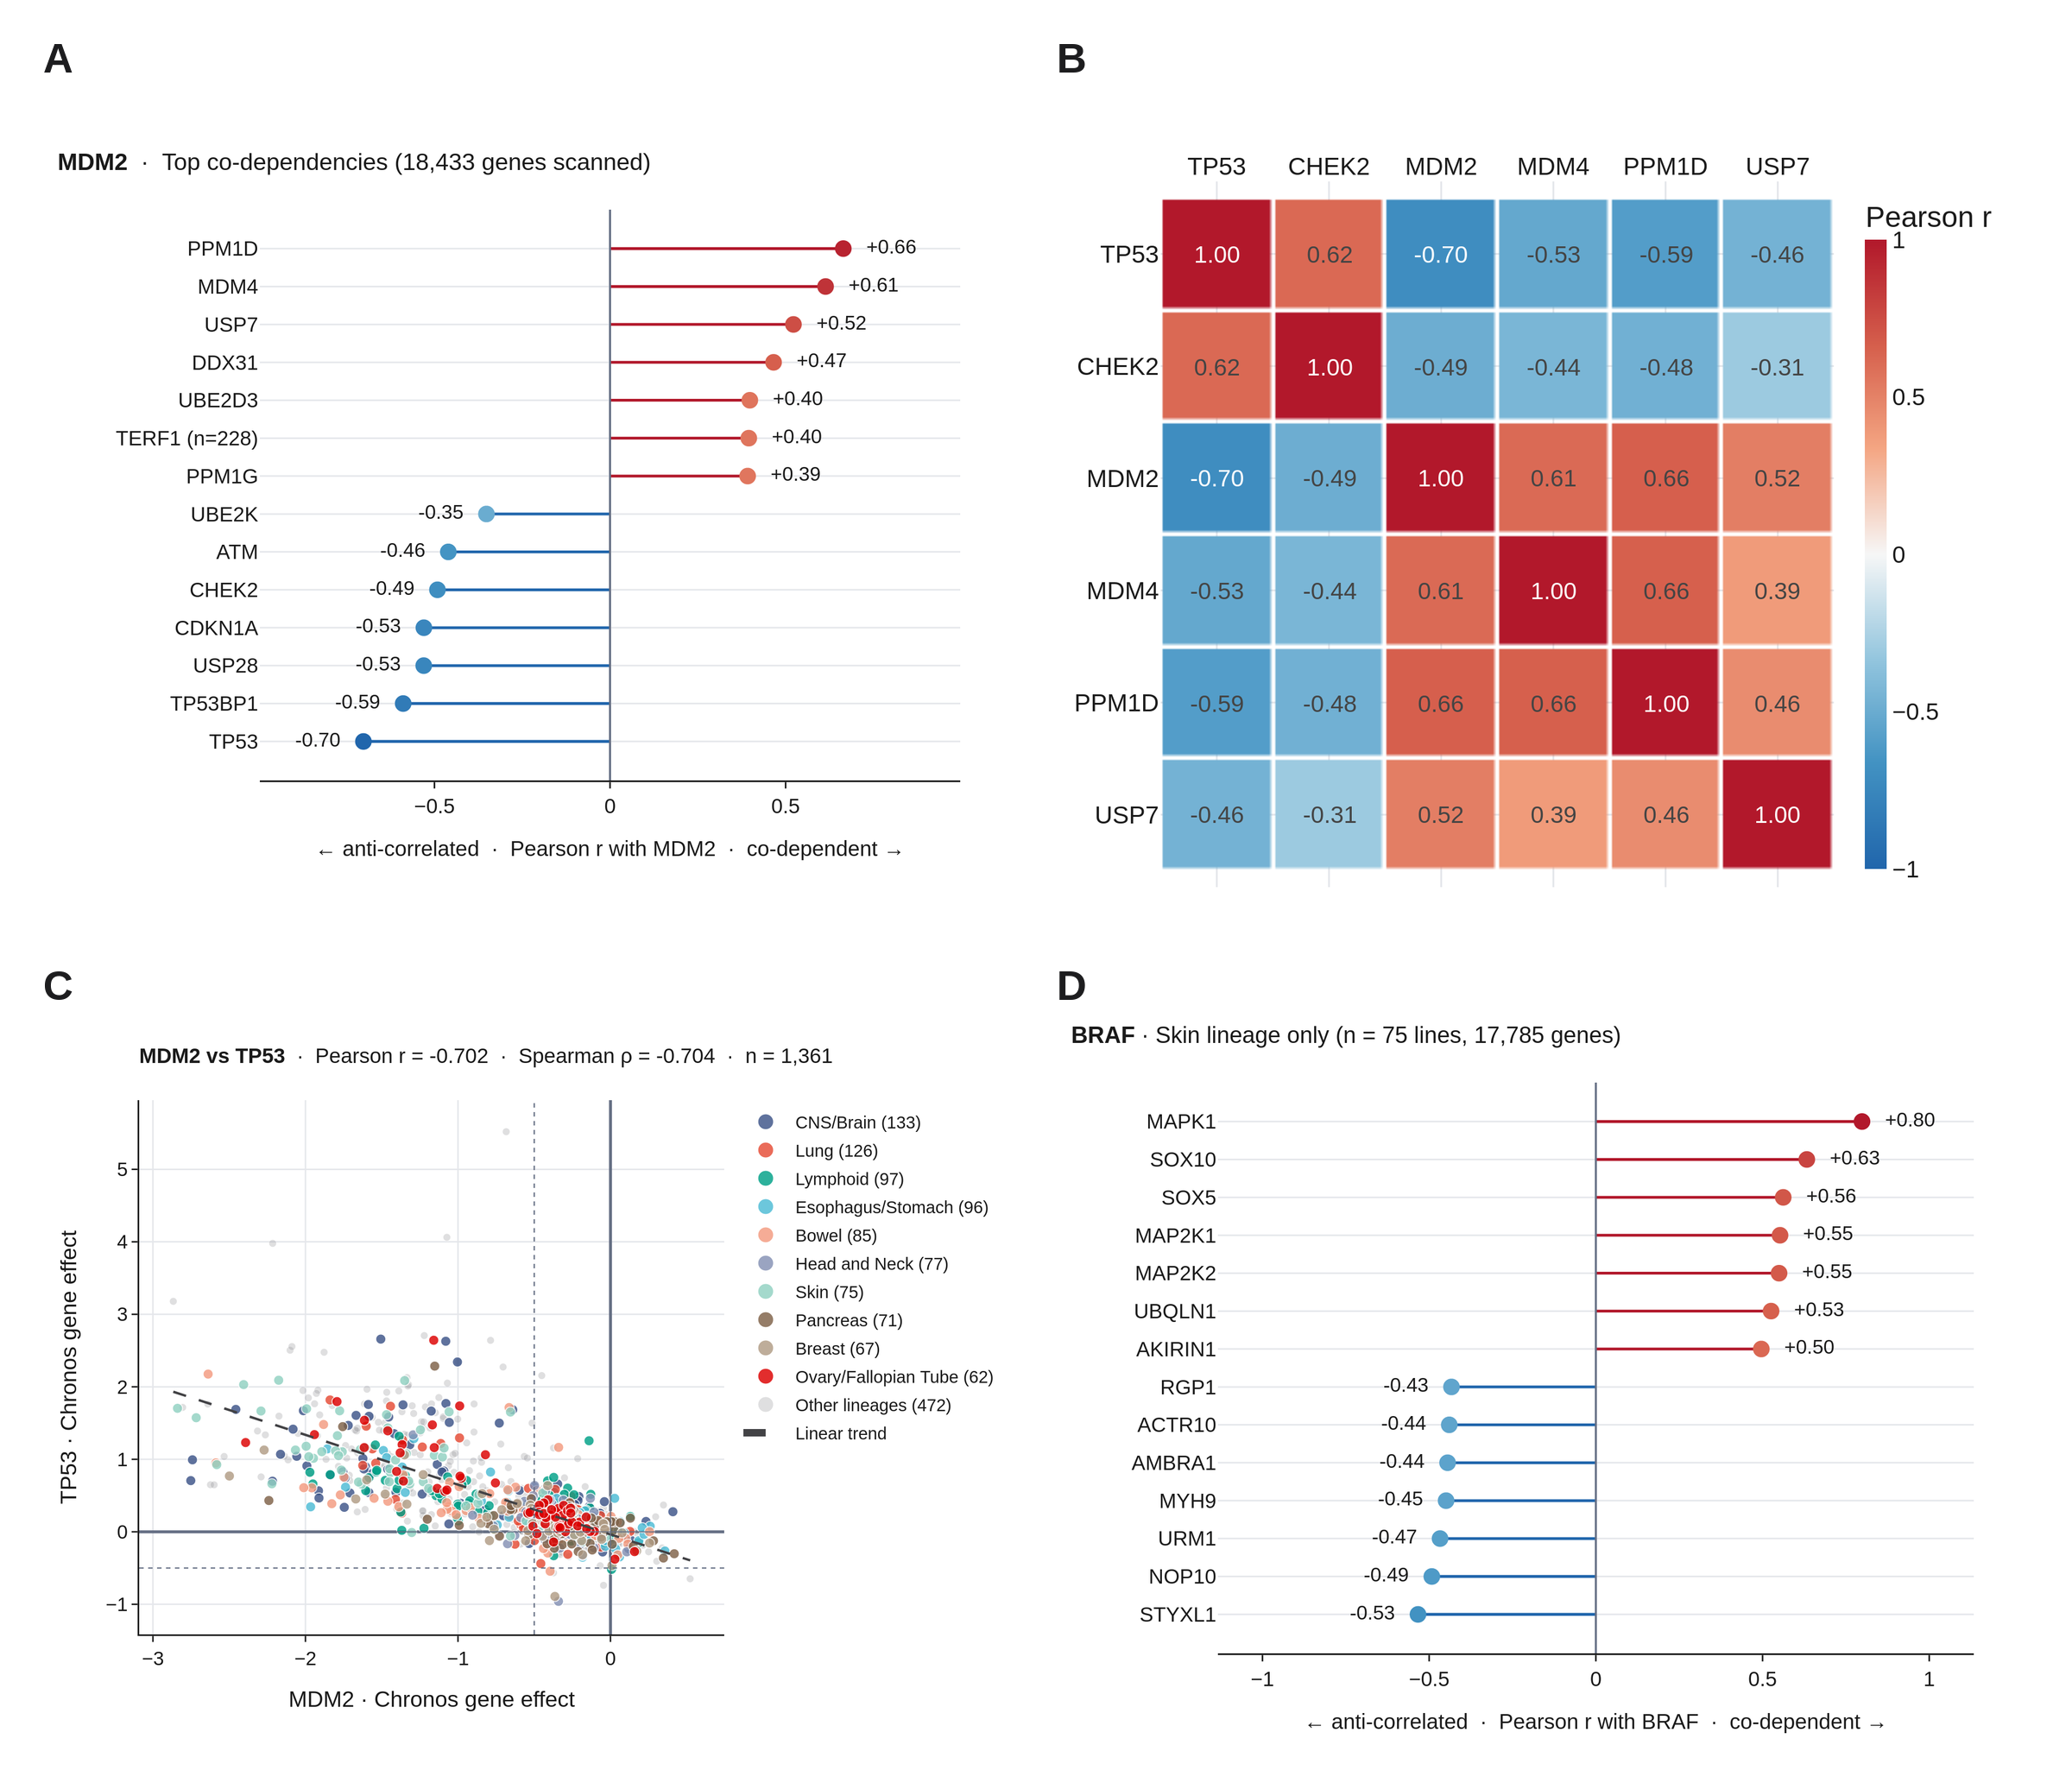 A
MDM2 · Top co-dependencies (18,433 genes scanned)
PPM1D +0.66
MDM4 +0.61
USP7 +0.52
DDX31 +0.47
UBE2D3 +0.40
TERF1 (n=228) +0.40
PPM1G +0.39
UBE2K -0.35
ATM -0.46
CHEK2 -0.49
CDKN1A -0.53
USP28 -0.53
TP53BP1 -0.59
TP53 -0.70
−0.5 0 0.5
← anti-correlated · Pearson r with MDM2 · co-dependent →
B
TP53 CHEK2 MDM2 MDM4 PPM1D USP7
TP53 1.00 0.62 -0.70 -0.53 -0.59 -0.46
CHEK2 0.62 1.00 -0.49 -0.44 -0.48 -0.31
MDM2 -0.70 -0.49 1.00 0.61 0.66 0.52
MDM4 -0.53 -0.44 0.61 1.00 0.66 0.39
PPM1D -0.59 -0.48 0.66 0.66 1.00 0.46
USP7 -0.46 -0.31 0.52 0.39 0.46 1.00
Pearson r
1
0.5
0
−0.5
−1
C
MDM2 vs TP53 · Pearson r = -0.702 · Spearman ρ = -0.704 · n = 1,361
TP53 · Chronos gene effect
5
4
3
2
1
0
−1
−3 −2 −1 0
MDM2 · Chronos gene effect
CNS/Brain (133)
Lung (126)
Lymphoid (97)
Esophagus/Stomach (96)
Bowel (85)
Head and Neck (77)
Skin (75)
Pancreas (71)
Breast (67)
Ovary/Fallopian Tube (62)
Other lineages (472)
Linear trend
D
BRAF · Skin lineage only (n = 75 lines, 17,785 genes)
MAPK1 +0.80
SOX10 +0.63
SOX5 +0.56
MAP2K1 +0.55
MAP2K2 +0.55
UBQLN1 +0.53
AKIRIN1 +0.50
RGP1 -0.43
ACTR10 -0.44
AMBRA1 -0.44
MYH9 -0.45
URM1 -0.47
NOP10 -0.49
STYXL1 -0.53
−1 −0.5 0 0.5 1
← anti-correlated · Pearson r with BRAF · co-dependent →